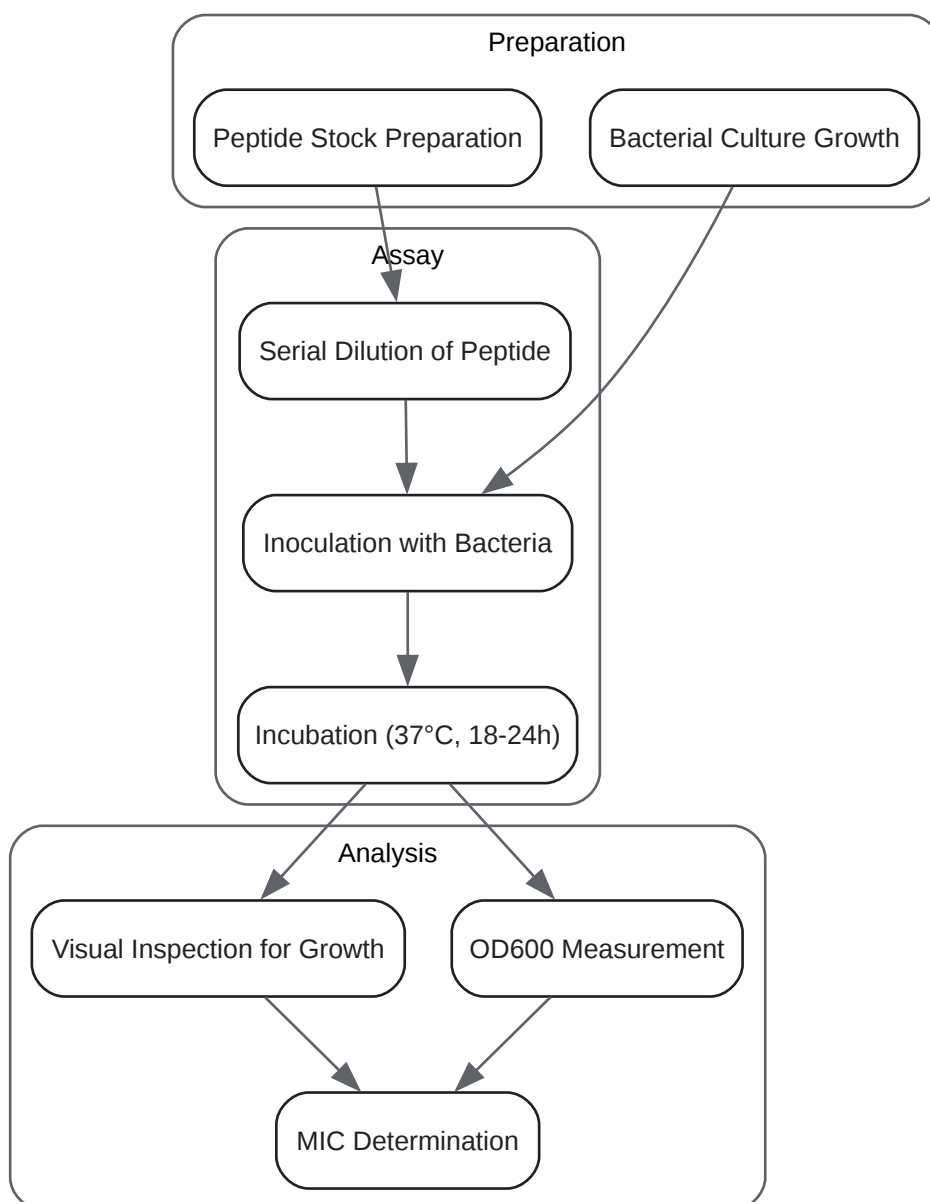 Preparation
Peptide Stock Preparation
Bacterial Culture Growth
Assay
Serial Dilution of Peptide
Inoculation with Bacteria
Incubation (37°C, 18-24h)
Analysis
Visual Inspection for Growth
OD600 Measurement
MIC Determination